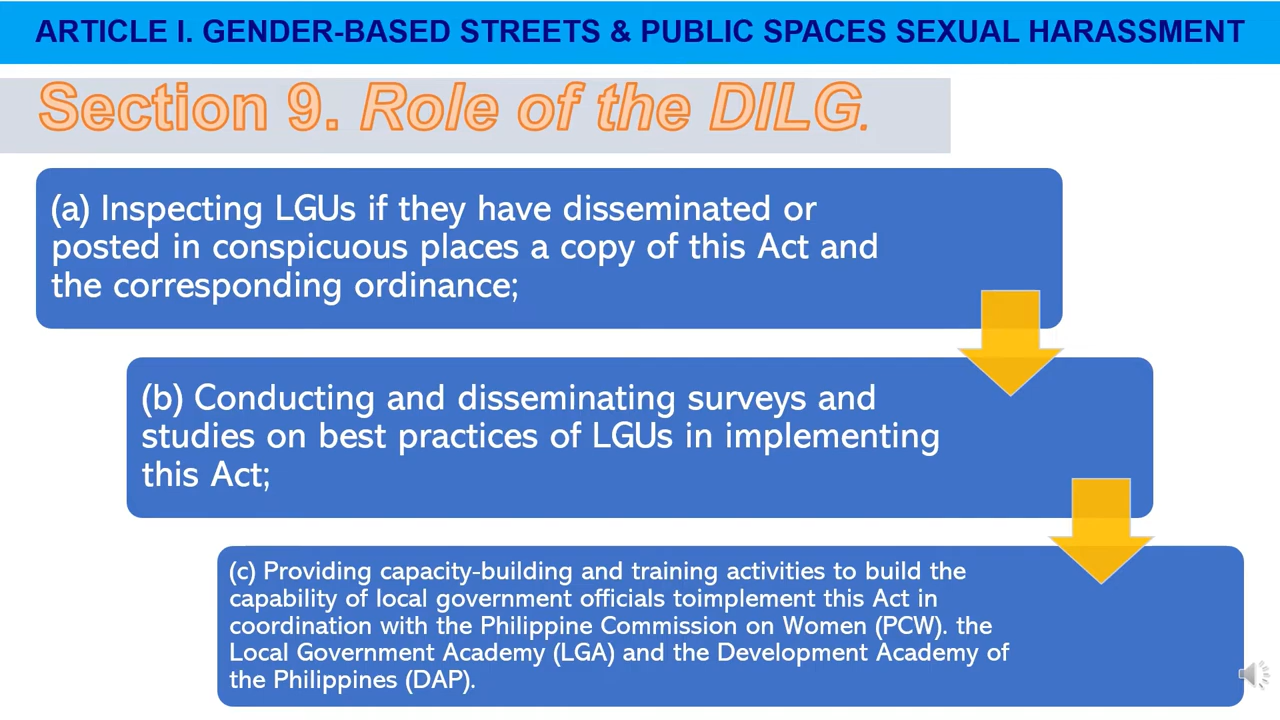 ARTICLE I. GENDER-BASED STREETS & PUBLIC SPACES SEXUAL HARASSMENT
Section 9. Role of the DILG.
(a) Inspecting LGUs if they have disseminated or
posted in conspicuous places a copy of this Act and
the corresponding ordinance;
(b) Conducting and disseminating surveys and
studies on best practices of LGUs in implementing
this Act;
(c) Providing capacity-building and training activities to build the
capability of local government officials toimplement this Act in
coordination with the Philippine Commission on Women (PCW). the
Local Government Academy (LGA) and the Development Academy of
the Philippines (DAP).